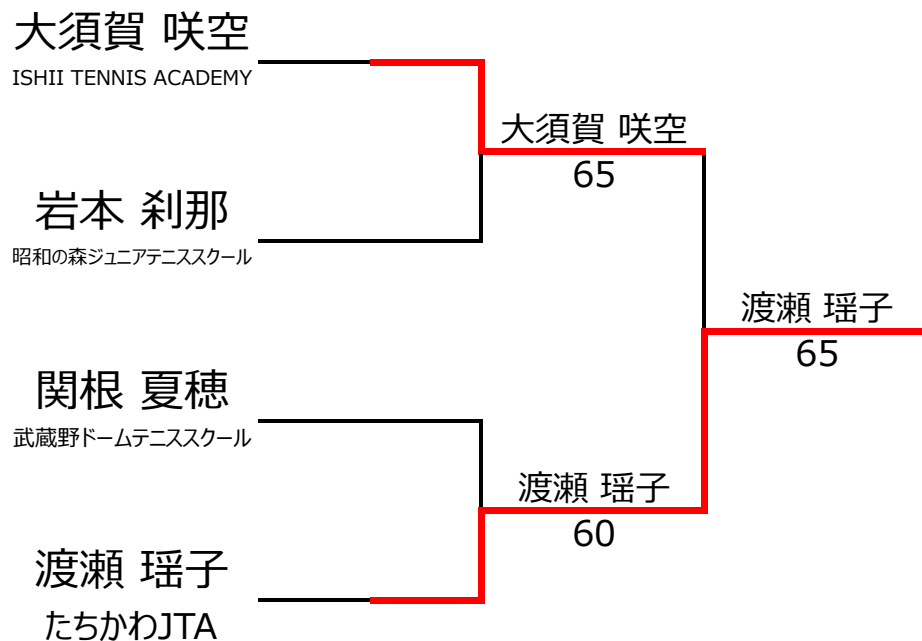 大須賀 咲空
ISHII TENNIS ACADEMY
大須賀 咲空
65
岩本 刹那
昭和の森ジュニアテニススクール
渡瀬 瑶子
65
関根 夏穂
武蔵野ドームテニススクール
渡瀬 瑶子
60
渡瀬 瑶子
たちかわJTA